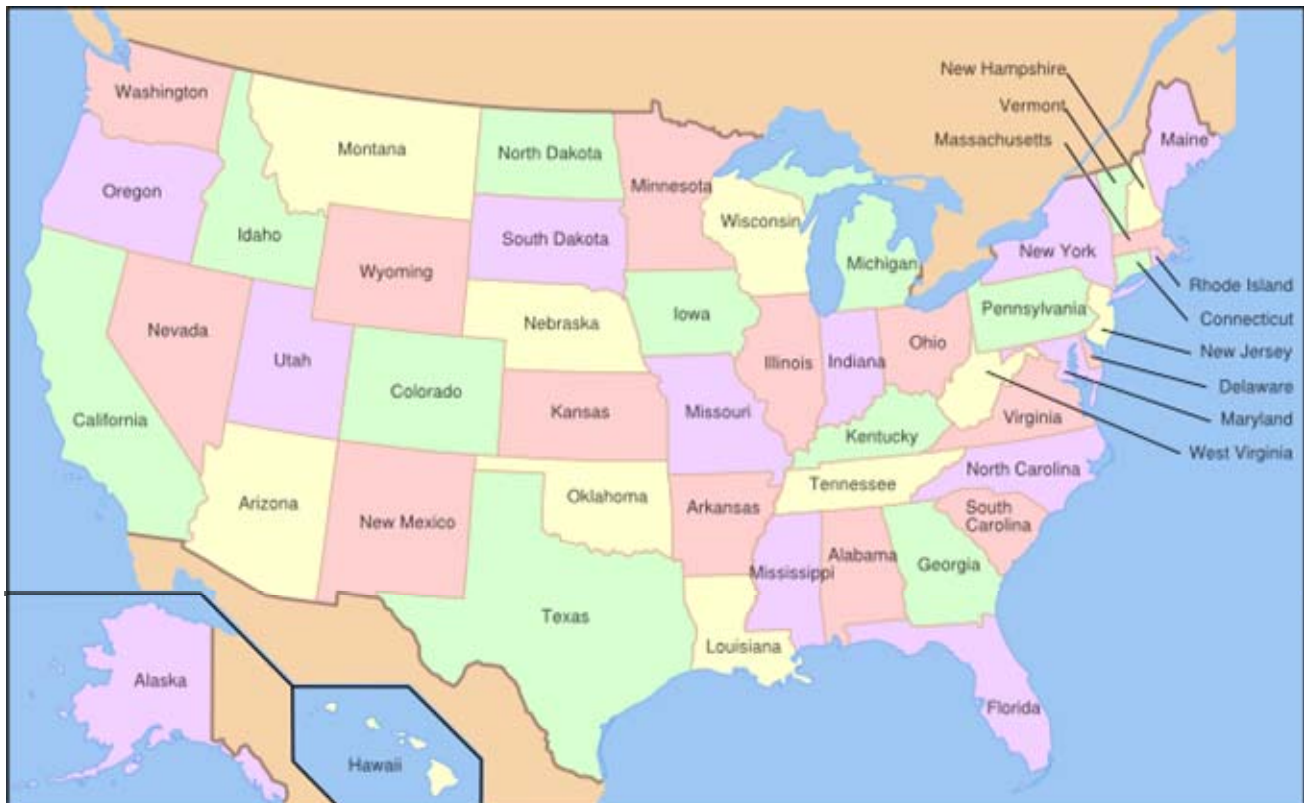 New Hampshire
Vermont
Massachusetts
Washington
Montana
North Dakota
Minnesota
Maine
Oregon
Idaho
Wyoming
South Dakota
Wisconsin
Michigan
New York
Rhode Island
Connecticut
New Jersey
Delaware
Maryland
West Virginia
Nevada
Utah
Colorado
Nebraska
Iowa
Illinois
Indiana
Ohio
Pennsylvania
California
Kansas
Missouri
Kentucky
Virginia
Arizona
New Mexico
Oklahoma
Arkansas
Tennessee
North Carolina
South
Carolina
Texas
Louisiana
Mississippi
Alabama
Georgia
Florida
Alaska
Hawaii